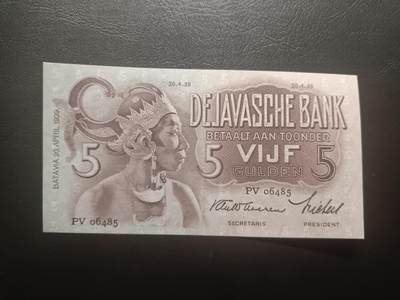 20.4.39
20.4.39
DE JAVASCHE BANK
BETAALT AAN TOONDER
5 5 VIJF 5
GULDEN
BATAVIA 20 APRIL 1939
PV 06485
PV 06485
SECRETARIS PRESIDENT